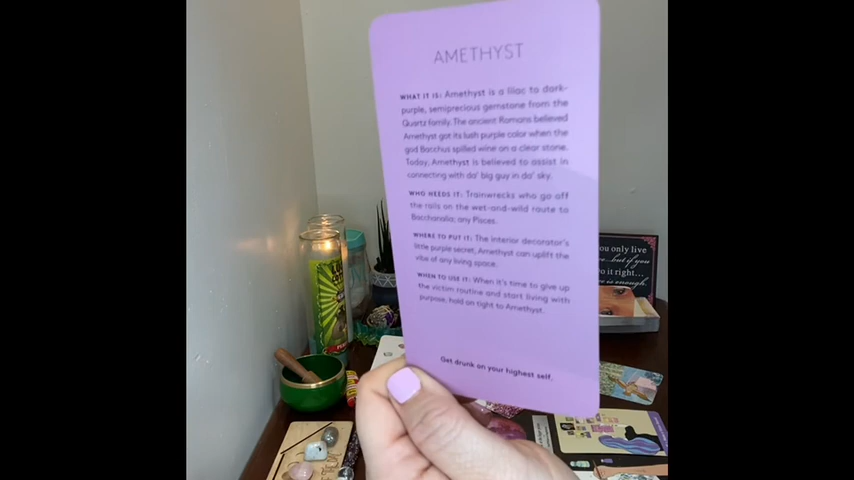 AMETHYST
WHAT IT IS: Amethyst is a lilac to dark-
purple, semiprecious gemstone from the
Quartz family. The ancient Romans believed
Amethyst got its lush purple color when the
god Bacchus spilled wine on a clear stone.
Today, Amethyst is believed to assist in
connecting with da' big guy in da' sky.
WHO NEEDS IT: Trainwrecks who go off
the rails on the wet-and-wild route to
Bacchanalia; any Pisces.
WHERE TO PUT IT: The interior decorator's
little purple secret, Amethyst can uplift the
vibe of any living space.
WHEN TO USE IT: When it's time to give up
the victim routine and start living with
purpose, hold on tight to Amethyst.
Get drunk on your highest self.
ou only live
but if you
o it right...
is enough.